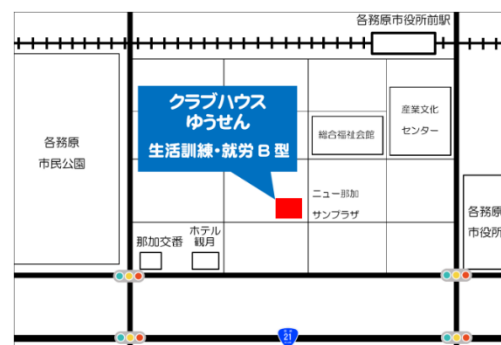 各務原市役所前駅
クラブハウス
ゆうせん
生活訓練・就労B型
各務原
市民公園
総合福祉会館
産業文化
センター
ニュー那加
サンプラザ
那加交番
ホテル
観月
各務原
市役所
21